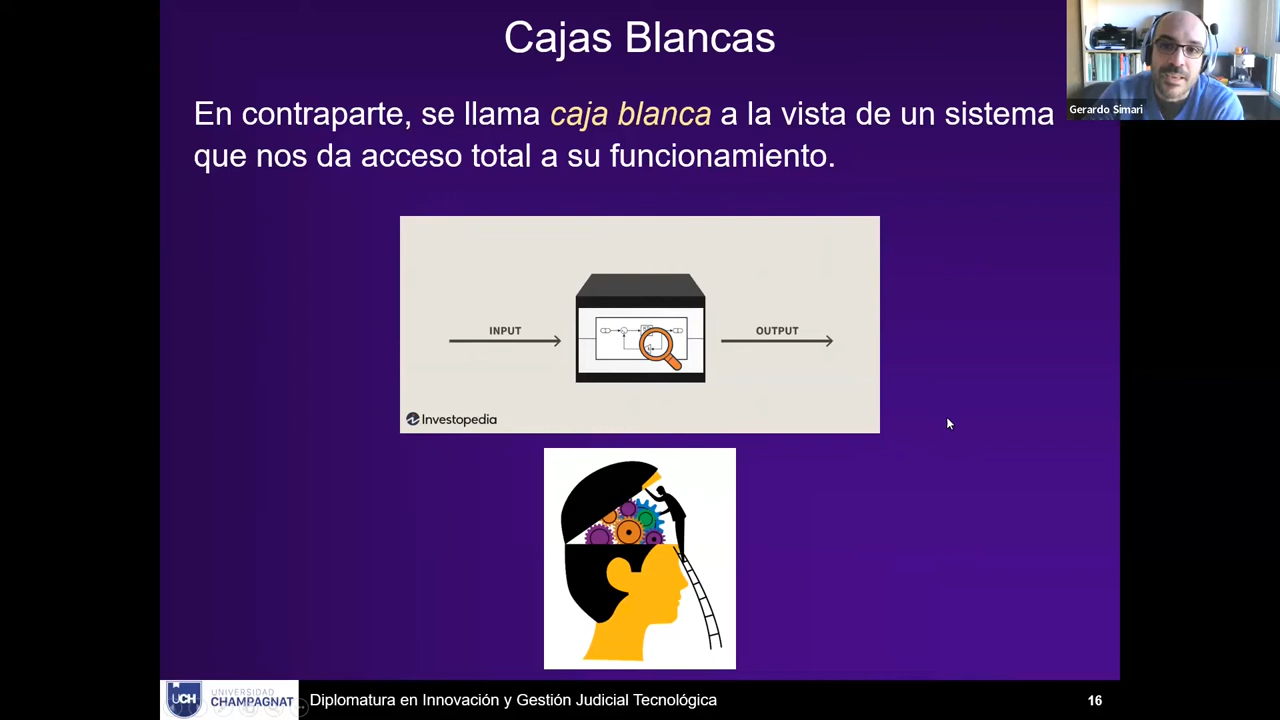 Cajas Blancas
Gerardo Simari
En contraparte, se llama caja blanca a la vista de un sistema
que nos da acceso total a su funcionamiento.
INPUT
OUTPUT
Investopedia
UCH
UNIVERSIDAD
CHAMPAGNAT
Diplomatura en Innovación y Gestión Judicial Tecnológica
16